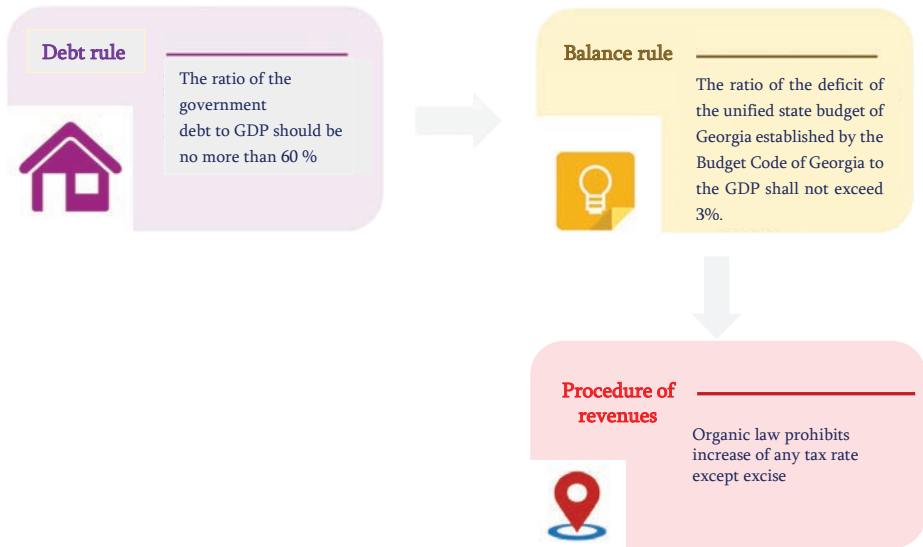 Debt rule
The ratio of the
government
debt to GDP should be
no more than 60 %
Balance rule
The ratio of the deficit of
the unified state budget of
Georgia established by the
Budget Code of Georgia to
the GDP shall not exceed
3%.
Procedure of
revenues
Organic law prohibits
increase of any tax rate
except excise